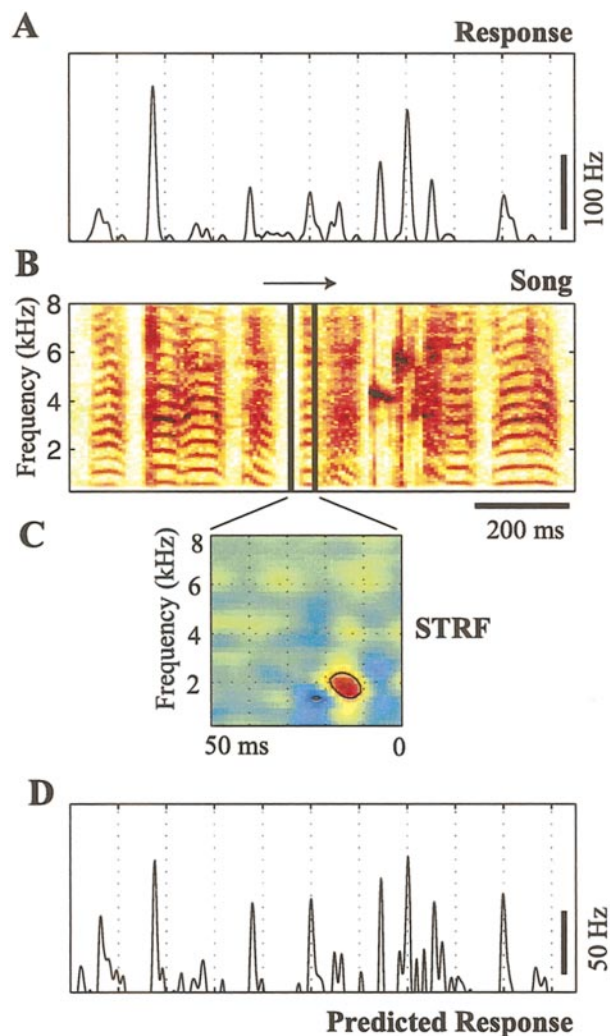 A
Response
100 Hz
B
Song
Frequency (kHz)
8
6
4
2
200 ms
C
Frequency (kHz)
8
6
4
2
STRF
50 ms
0
D
50 Hz
Predicted Response